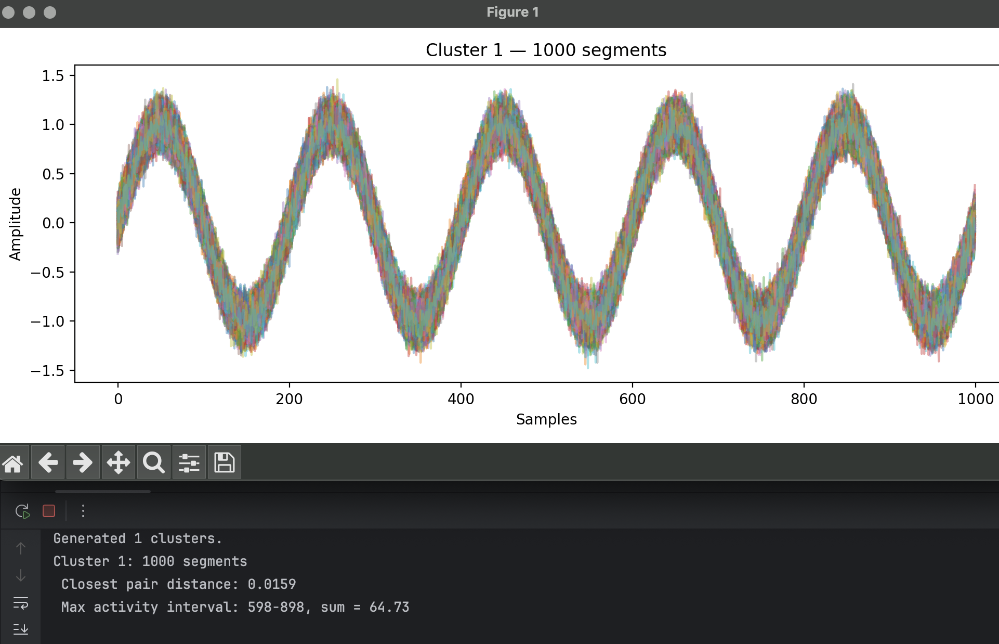 Figure 1
Cluster 1 — 1000 segments
1.5
1.0
0.5
0.0
−0.5
−1.0
−1.5
Amplitude
0 200 400 600 800 1000
Samples
Generated 1 clusters.
Cluster 1: 1000 segments
Closest pair distance: 0.0159
Max activity interval: 598-898, sum = 64.73